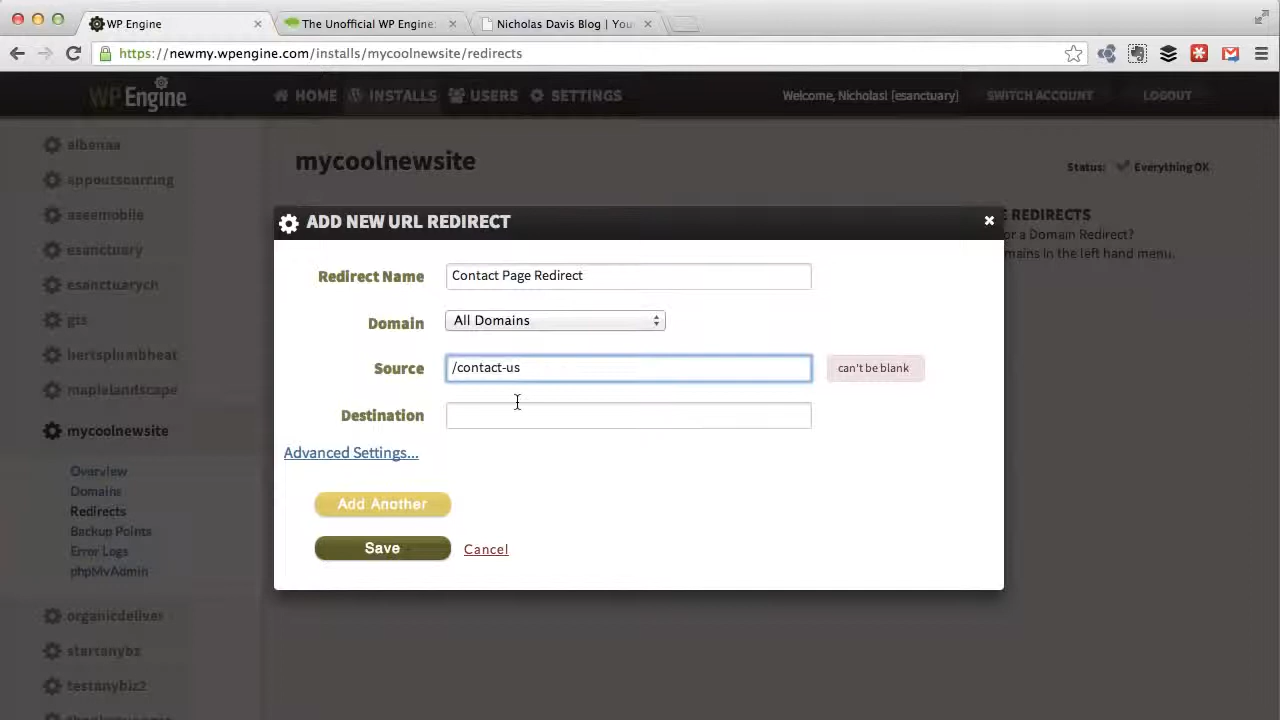 WP Engine
The Unofficial WP Engine
Nicholas Davis Blog | You
https://newmy.wpengine.com/installs/mycoolnewsite/redirects
WP Engine
HOME INSTALLS USERS SETTINGS
Welcome, Nicholas! [esanctuary]
SWITCH ACCOUNT
LOGOUT
albenaa
appoutsourcing
aseemobile
esanctuary
esanctuarych
gts
hertsplumbheat
maplelandscape
mycoolnewsite
Overview
Domains
Redirects
Backup Points
Error Logs
phpMyAdmin
startanybz
testanybiz2
mycoolnewsite
Status: Everything OK
REDIRECTS
or a Domain Redirect?
omains in the left hand menu.
ADD NEW URL REDIRECT
Redirect Name Contact Page Redirect
Domain All Domains
Source /contact-us can't be blank
Destination
Advanced Settings...
Add Another
Save Cancel